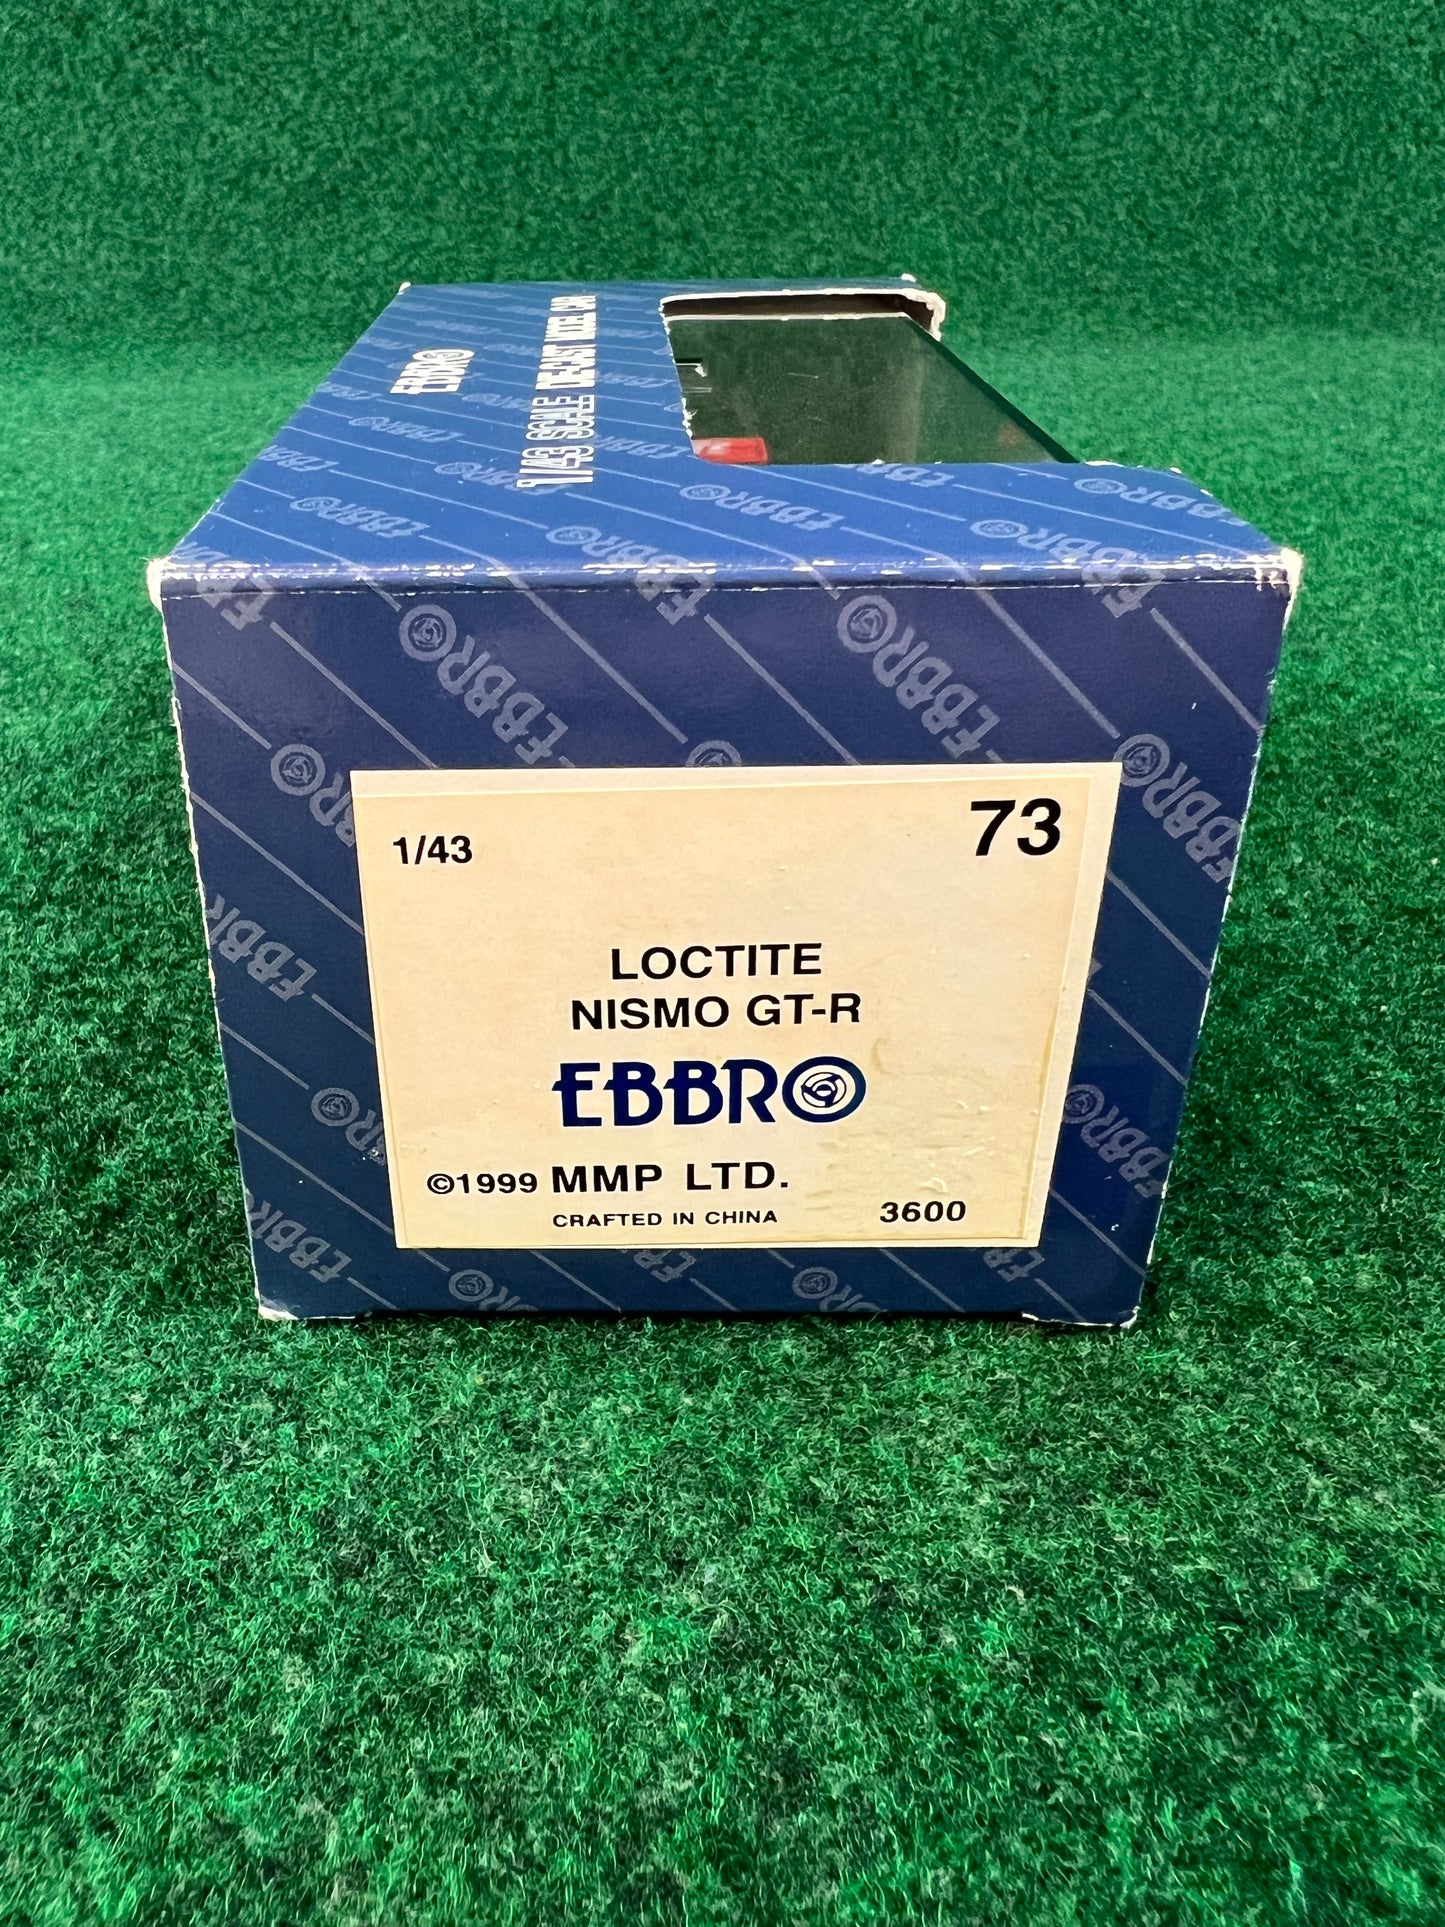 EBBRO
1/43 SCALE DIE-CAST MODEL CAR
1/43
73
LOCTITE
NISMO GT-R
EBBRO
©1999 MMP LTD.
CRAFTED IN CHINA
3600